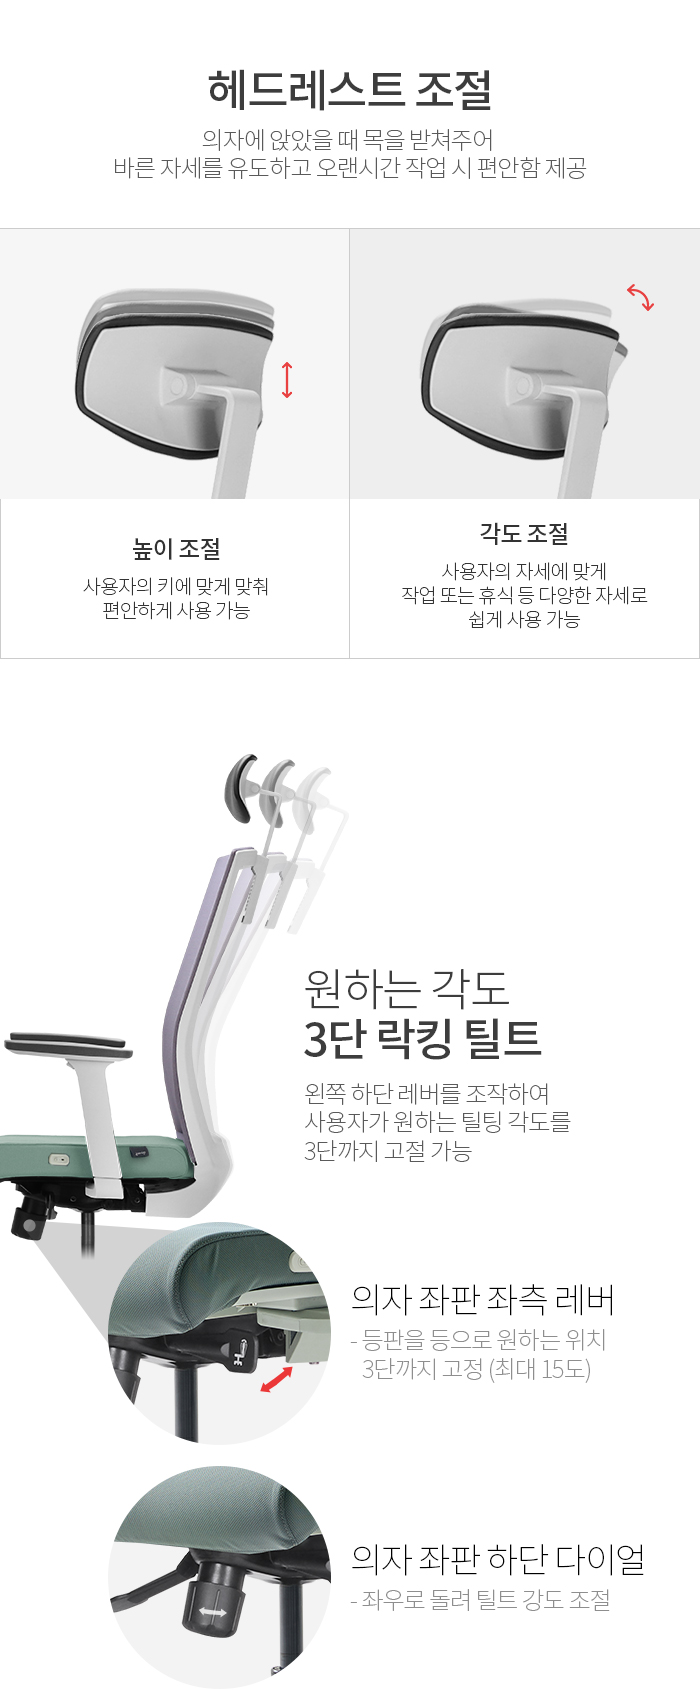 헤드레스트 조절
의자에 앉았을 때 목을 받쳐주어
바른 자세를 유도하고 오랜시간 작업 시 편안함 제공
높이 조절
사용자의 키에 맞게 맞춰
편안하게 사용 가능
각도 조절
사용자의 자세에 맞게
작업 또는 휴식 등 다양한 자세로
쉽게 사용 가능
원하는 각도
3단 락킹 틸트
왼쪽 하단 레버를 조작하여
사용자가 원하는 틸팅 각도를
3단까지 고절 가능
의자 좌판 좌측 레버
- 등판을 등으로 원하는 위치
3단까지 고정 (최대 15도)
의자 좌판 하단 다이얼
- 좌우로 돌려 틸트 강도 조절